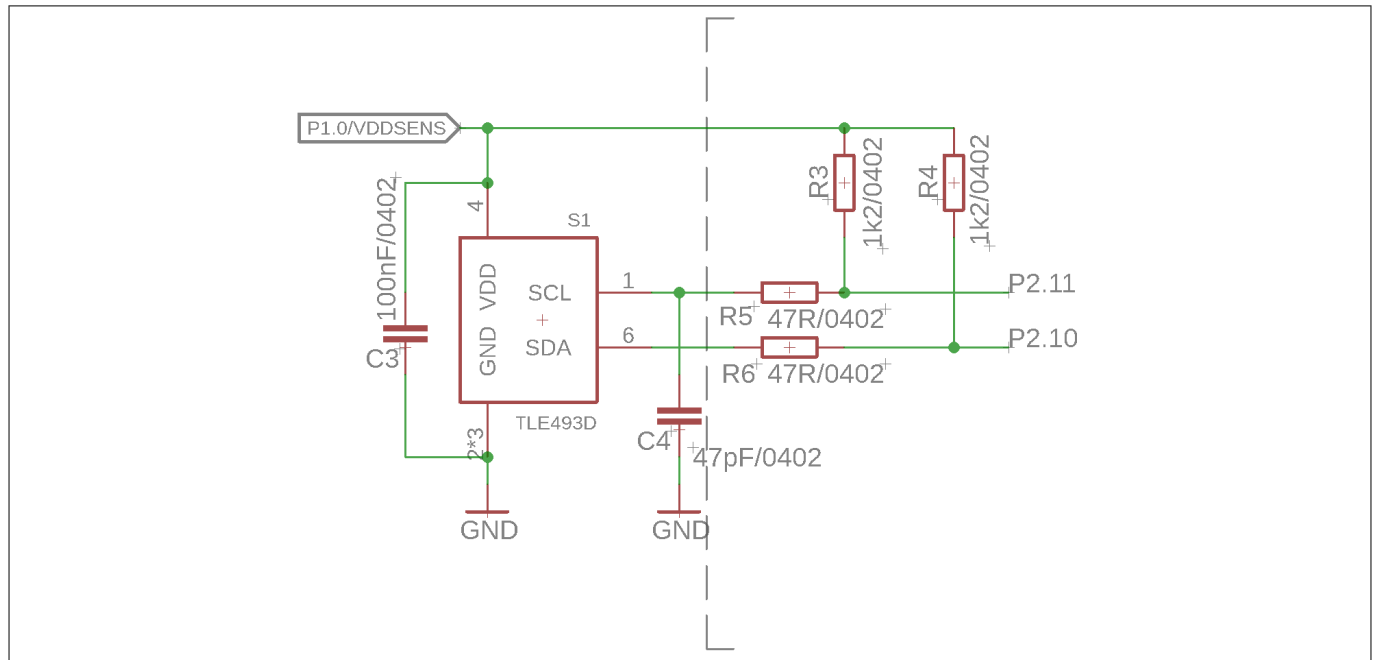 P1.0/VDDSENS
100nF/0402
C3
4
S1
VDD
GND
SCL
SDA
1
6
2*3
TLE493D
GND
C4
47pF/0402
GND
R3
1k2/0402
R4
1k2/0402
R5
47R/0402
R6
47R/0402
P2.11
P2.10